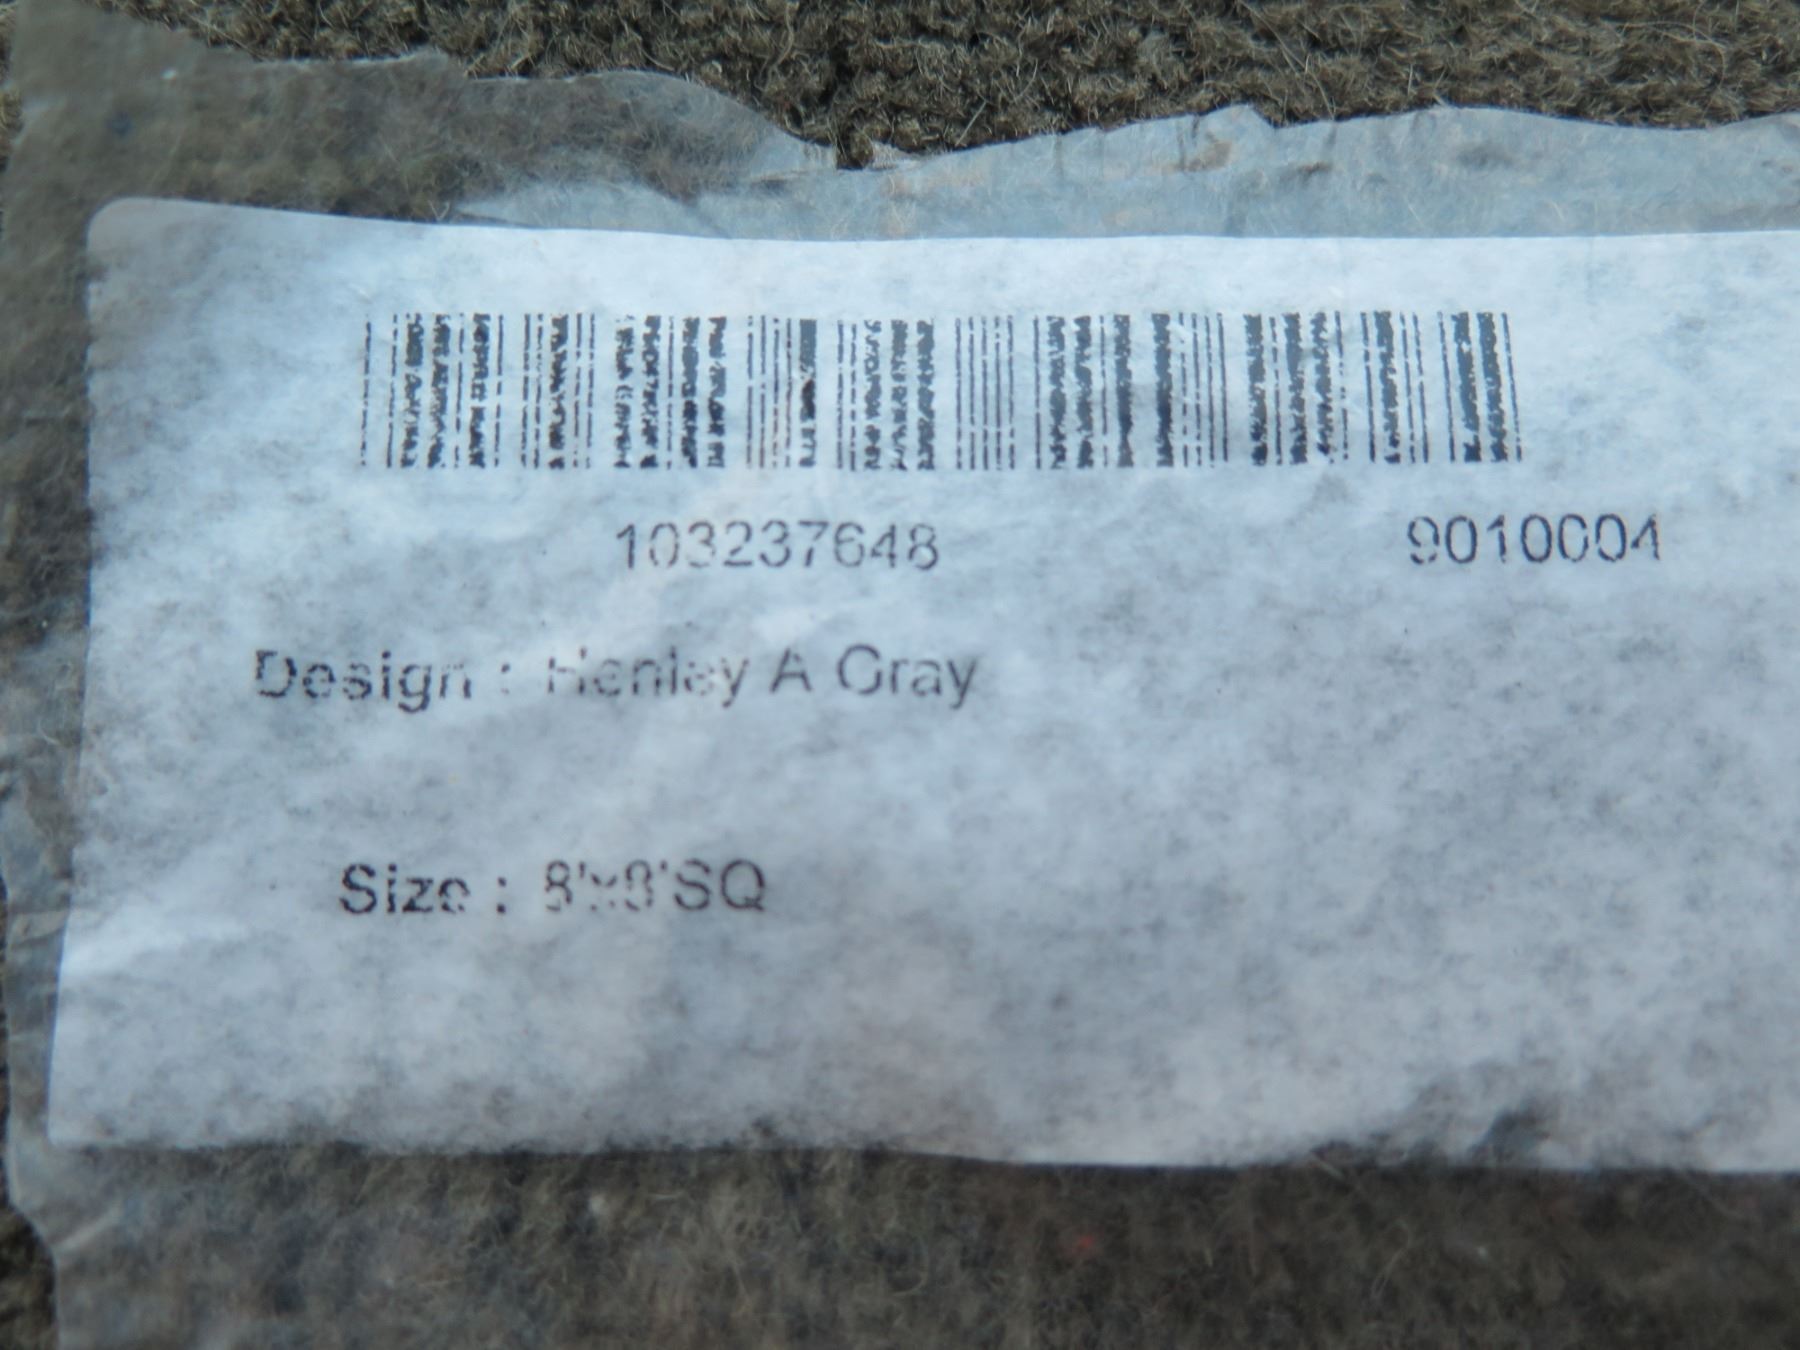 103237648 9010004
Design : Henley A Gray
Size : 8'x8'SQ